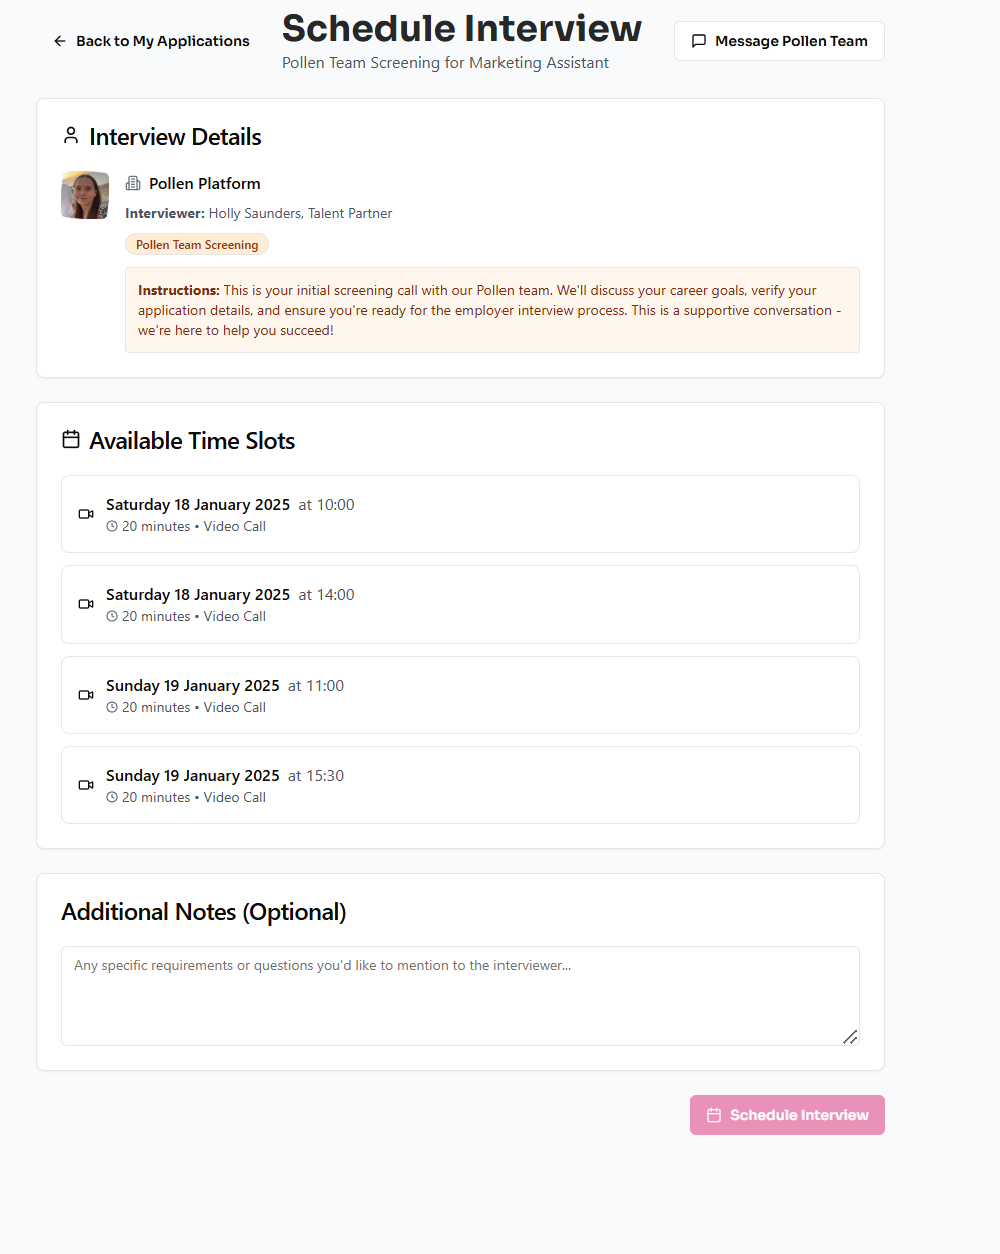 Back to My Applications
Schedule Interview
Pollen Team Screening for Marketing Assistant
Message Pollen Team
Interview Details
Pollen Platform
Interviewer: Holly Saunders, Talent Partner
Pollen Team Screening
Instructions: This is your initial screening call with our Pollen team. We'll discuss your career goals, verify your
application details, and ensure you're ready for the employer interview process. This is a supportive conversation -
we're here to help you succeed!
Available Time Slots
Saturday 18 January 2025 at 10:00
20 minutes • Video Call
Saturday 18 January 2025 at 14:00
20 minutes • Video Call
Sunday 19 January 2025 at 11:00
20 minutes • Video Call
Sunday 19 January 2025 at 15:30
20 minutes • Video Call
Additional Notes (Optional)
Any specific requirements or questions you'd like to mention to the interviewer...
Schedule Interview